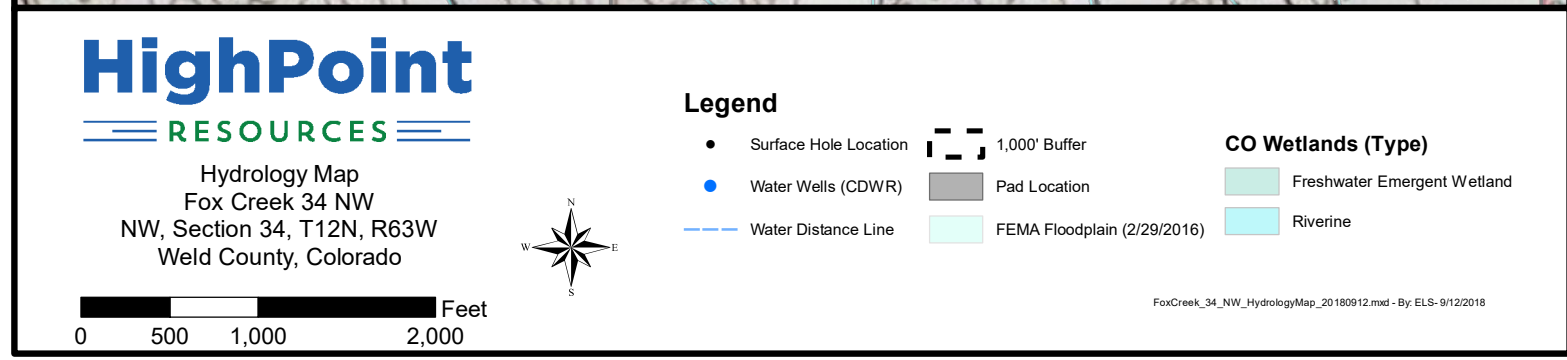 HighPoint
RESOURCES
Hydrology Map
Fox Creek 34 NW
NW, Section 34, T12N, R63W
Weld County, Colorado
0 500 1,000 2,000
Feet
N
W E
S
Legend
Surface Hole Location
Water Wells (CDWR)
Water Distance Line
1,000' Buffer
Pad Location
FEMA Floodplain (2/29/2016)
CO Wetlands (Type)
Freshwater Emergent Wetland
Riverine
FoxCreek_34_NW_HydrologyMap_20180912.mxd - By: ELS- 9/12/2018